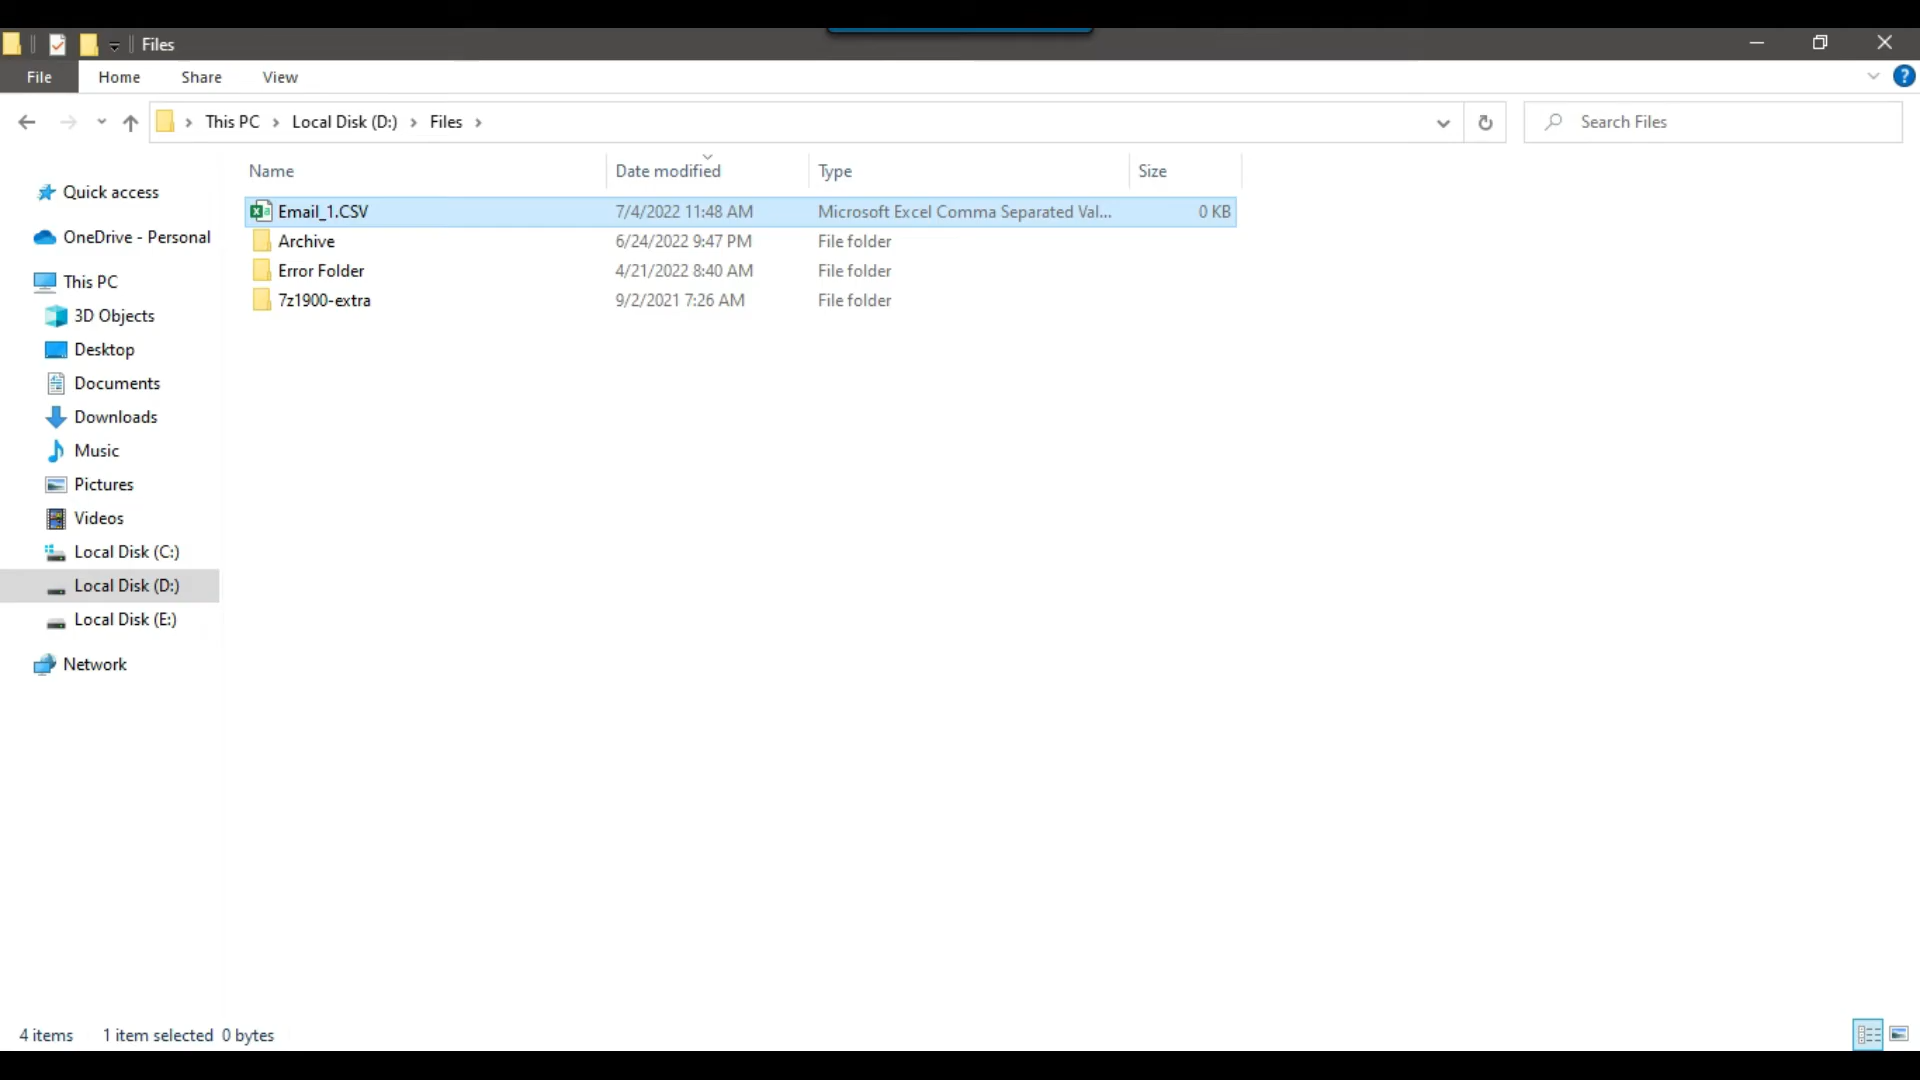 Files
File Home Share View
This PC > Local Disk (D:) > Files >
Search Files
Name Date modified Type Size
Quick access
OneDrive - Personal
This PC
3D Objects
Desktop
Documents
Downloads
Music
Pictures
Videos
Local Disk (C:)
Local Disk (D:)
Local Disk (E:)
Network
Email_1.CSV 7/4/2022 11:48 AM Microsoft Excel Comma Separated Val... 0 KB
Archive 6/24/2022 9:47 PM File folder
Error Folder 4/21/2022 8:40 AM File folder
7z1900-extra 9/2/2021 7:26 AM File folder
4 items 1 item selected 0 bytes